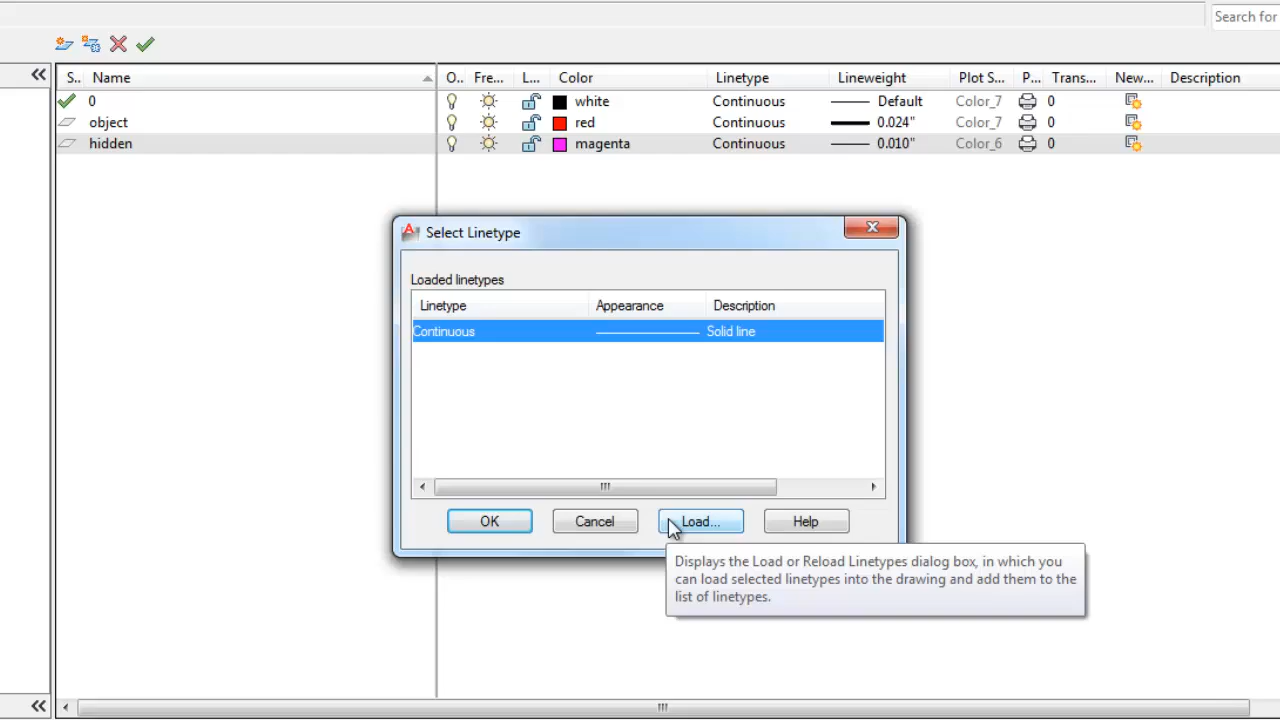 Search for
S.. Name O.. Fre... L... Color Linetype Lineweight Plot S... P... Trans... New... Description
0 white Continuous Default Color_7 0
object red Continuous 0.024" Color_7 0
hidden magenta Continuous 0.010" Color_6 0
Select Linetype
Loaded linetypes
Linetype Appearance Description
Continuous Solid line
OK Cancel Load... Help
Displays the Load or Reload Linetypes dialog box, in which you
can load selected linetypes into the drawing and add them to the
list of linetypes.